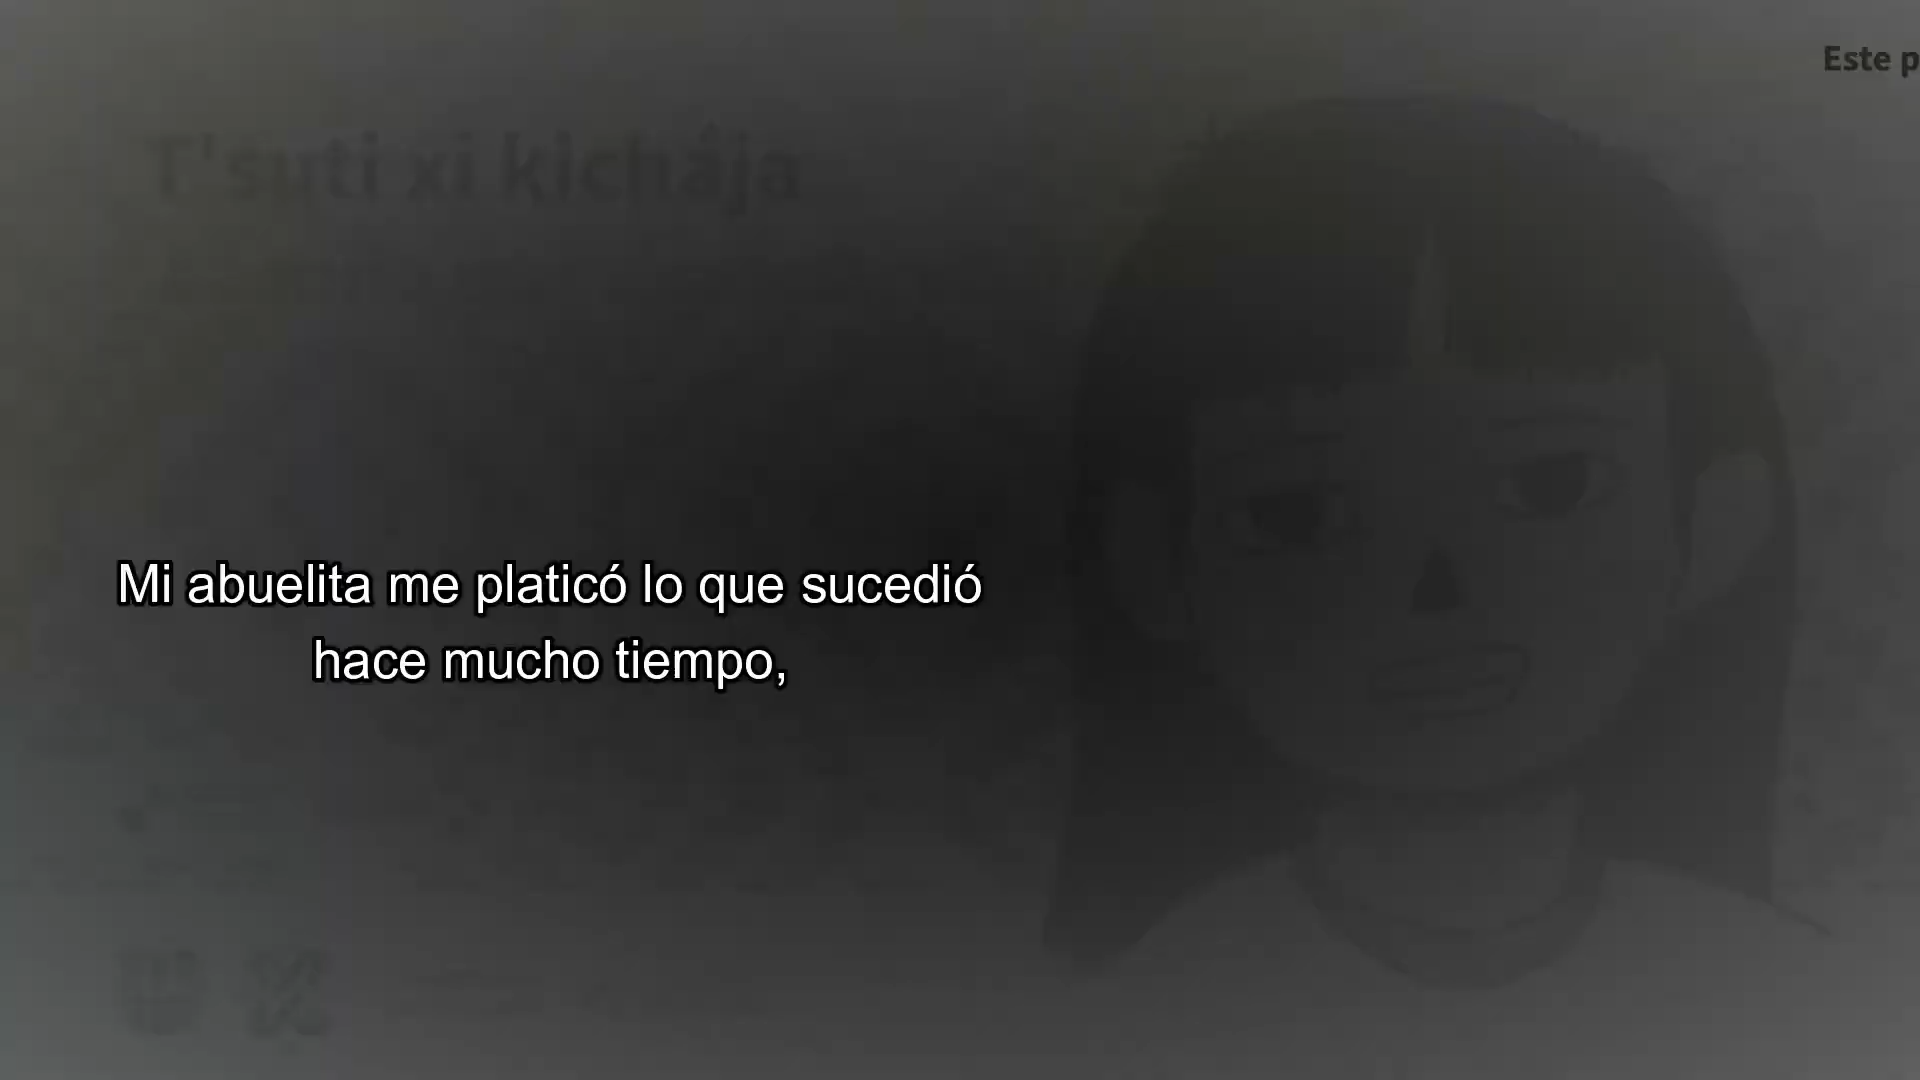 Este p
T'suti xi kichája
Mi abuelita me platicó lo que sucedió
hace mucho tiempo,